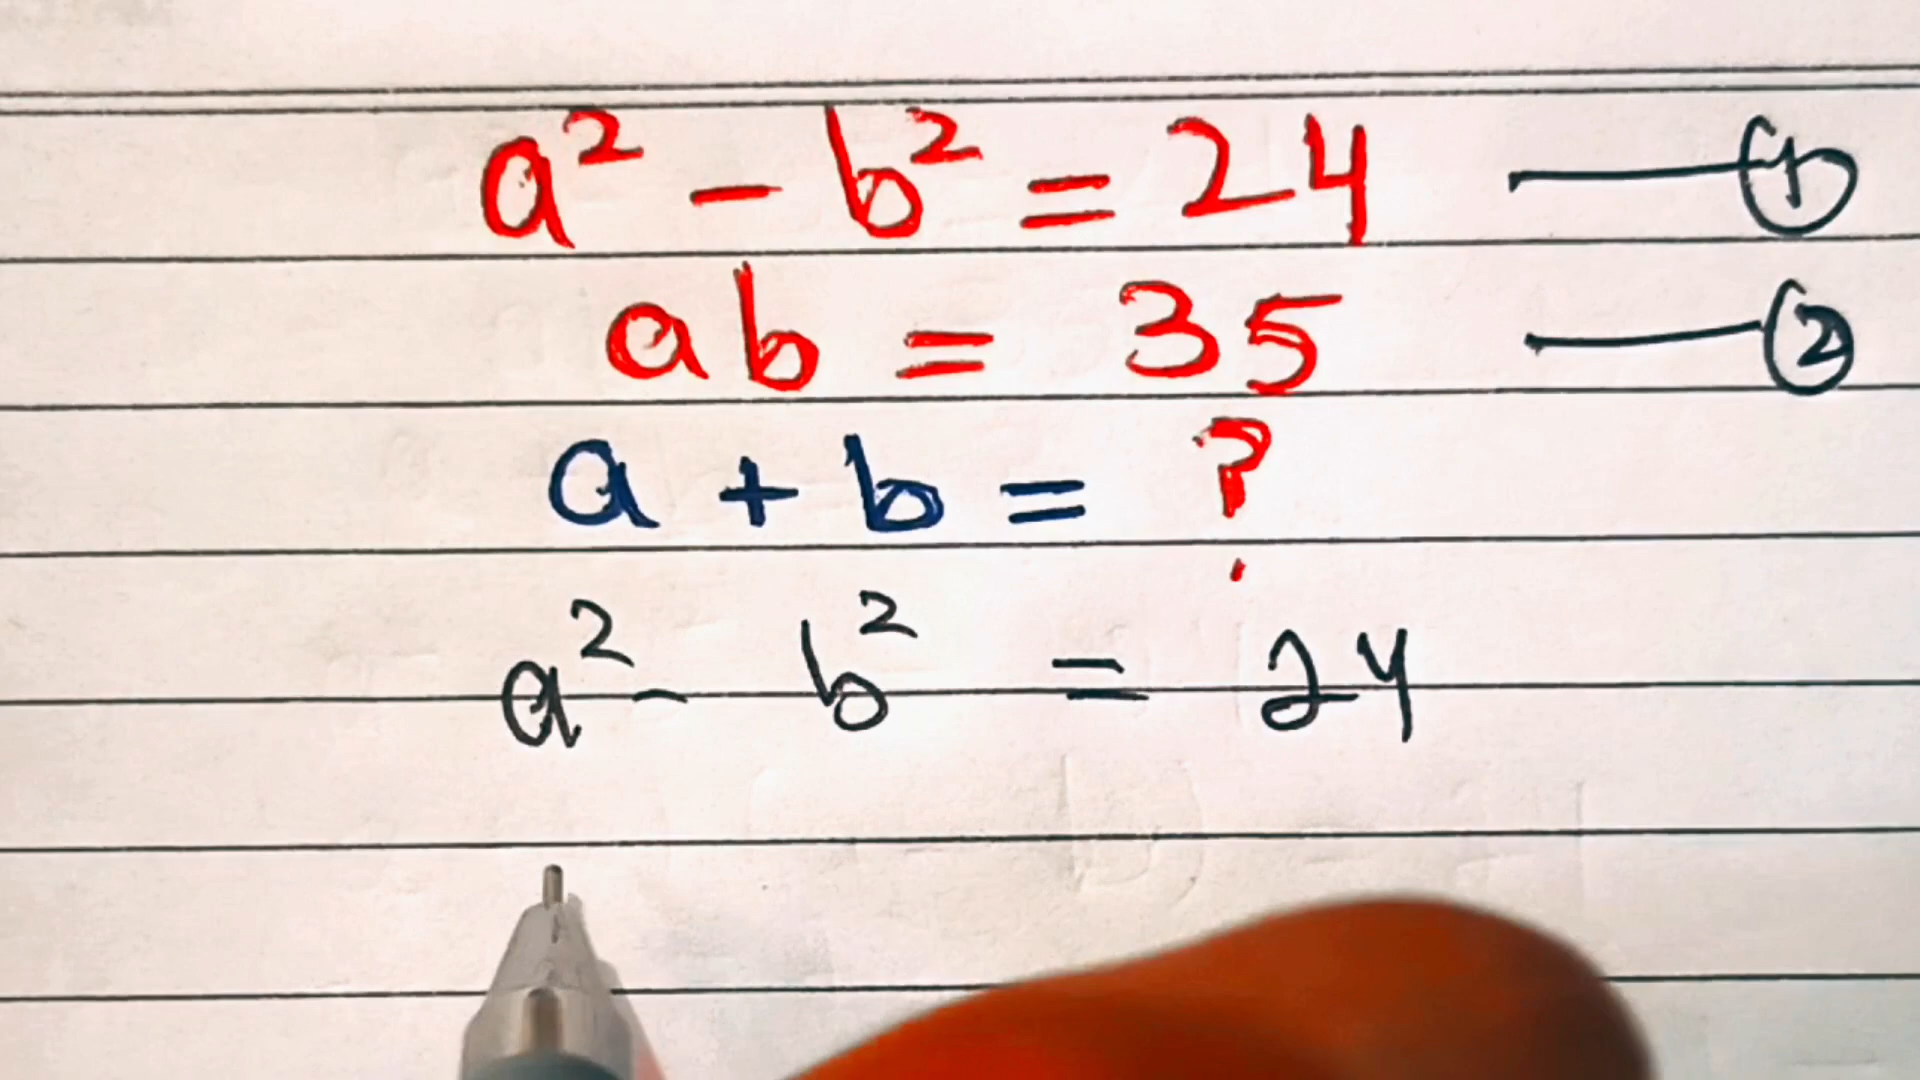 a² - b² = 24 —— ①
ab = 35 —— ②
a + b = ?
a² - b² = 24